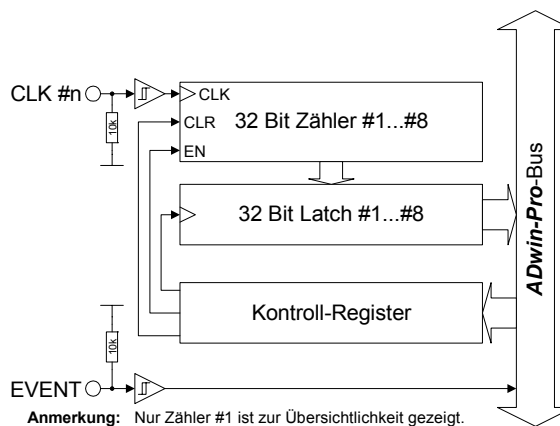 CLK #n
10k
CLK
CLR
EN
32 Bit Zähler #1...#8
32 Bit Latch #1...#8
Kontroll-Register
ADwin-Pro-Bus
10k
EVENT
Anmerkung: Nur Zähler #1 ist zur Übersichtlichkeit gezeigt.